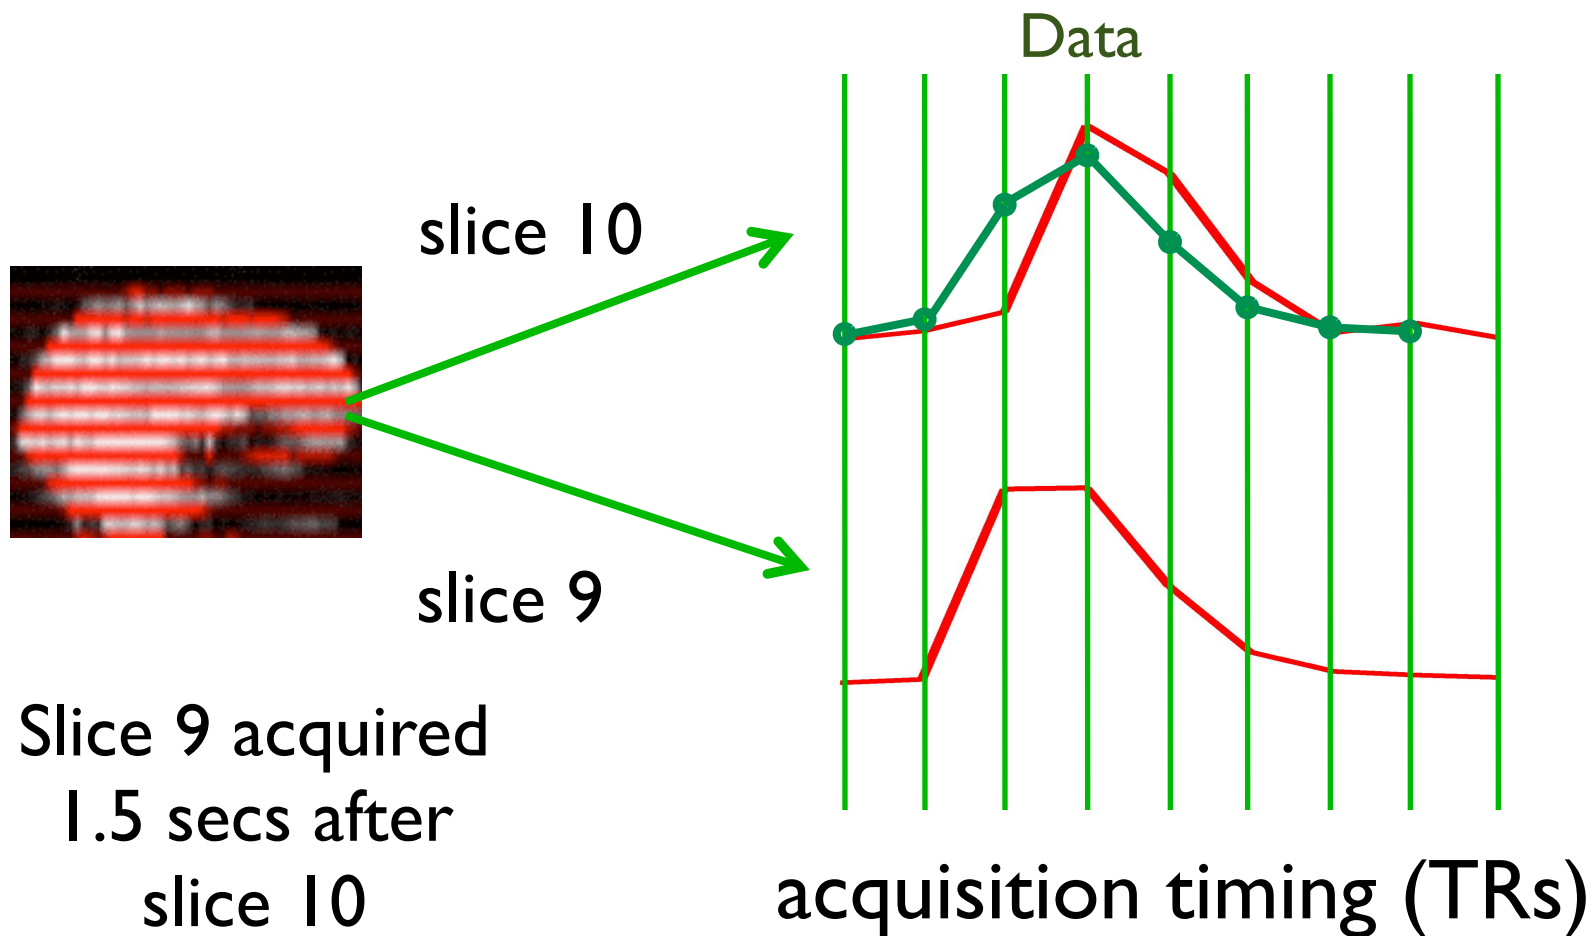 Data
slice 10
slice 9
Slice 9 acquired
1.5 secs after
slice 10
acquisition timing (TRs)